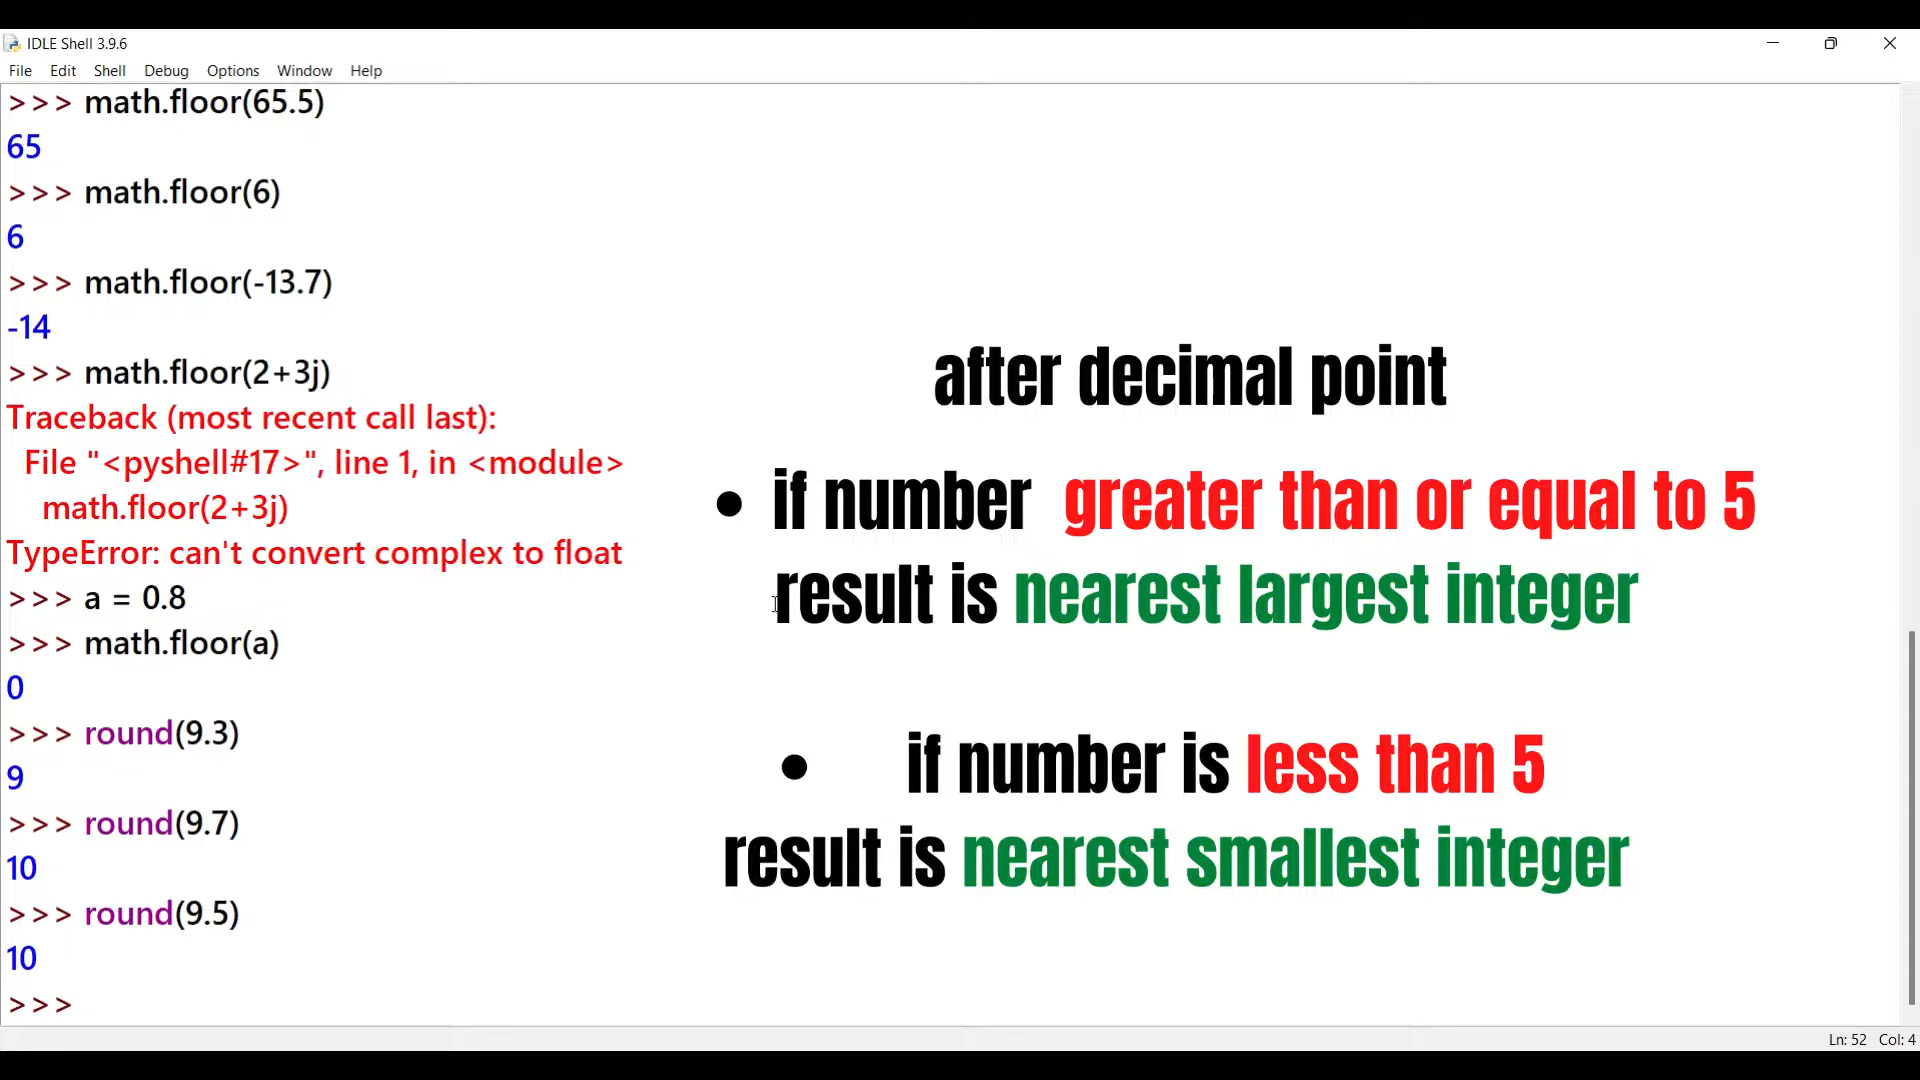 IDLE Shell 3.9.6
File Edit Shell Debug Options Window Help
>>> math.floor(65.5)
65
>>> math.floor(6)
6
>>> math.floor(-13.7)
-14
>>> math.floor(2+3j)
Traceback (most recent call last):
  File "<pyshell#17>", line 1, in <module>
    math.floor(2+3j)
TypeError: can't convert complex to float
>>> a = 0.8
>>> math.floor(a)
0
>>> round(9.3)
9
>>> round(9.7)
10
>>> round(9.5)
10
>>>
after decimal point
• if number greater than or equal to 5
result is nearest largest integer
• if number is less than 5
result is nearest smallest integer
Ln: 52 Col: 4